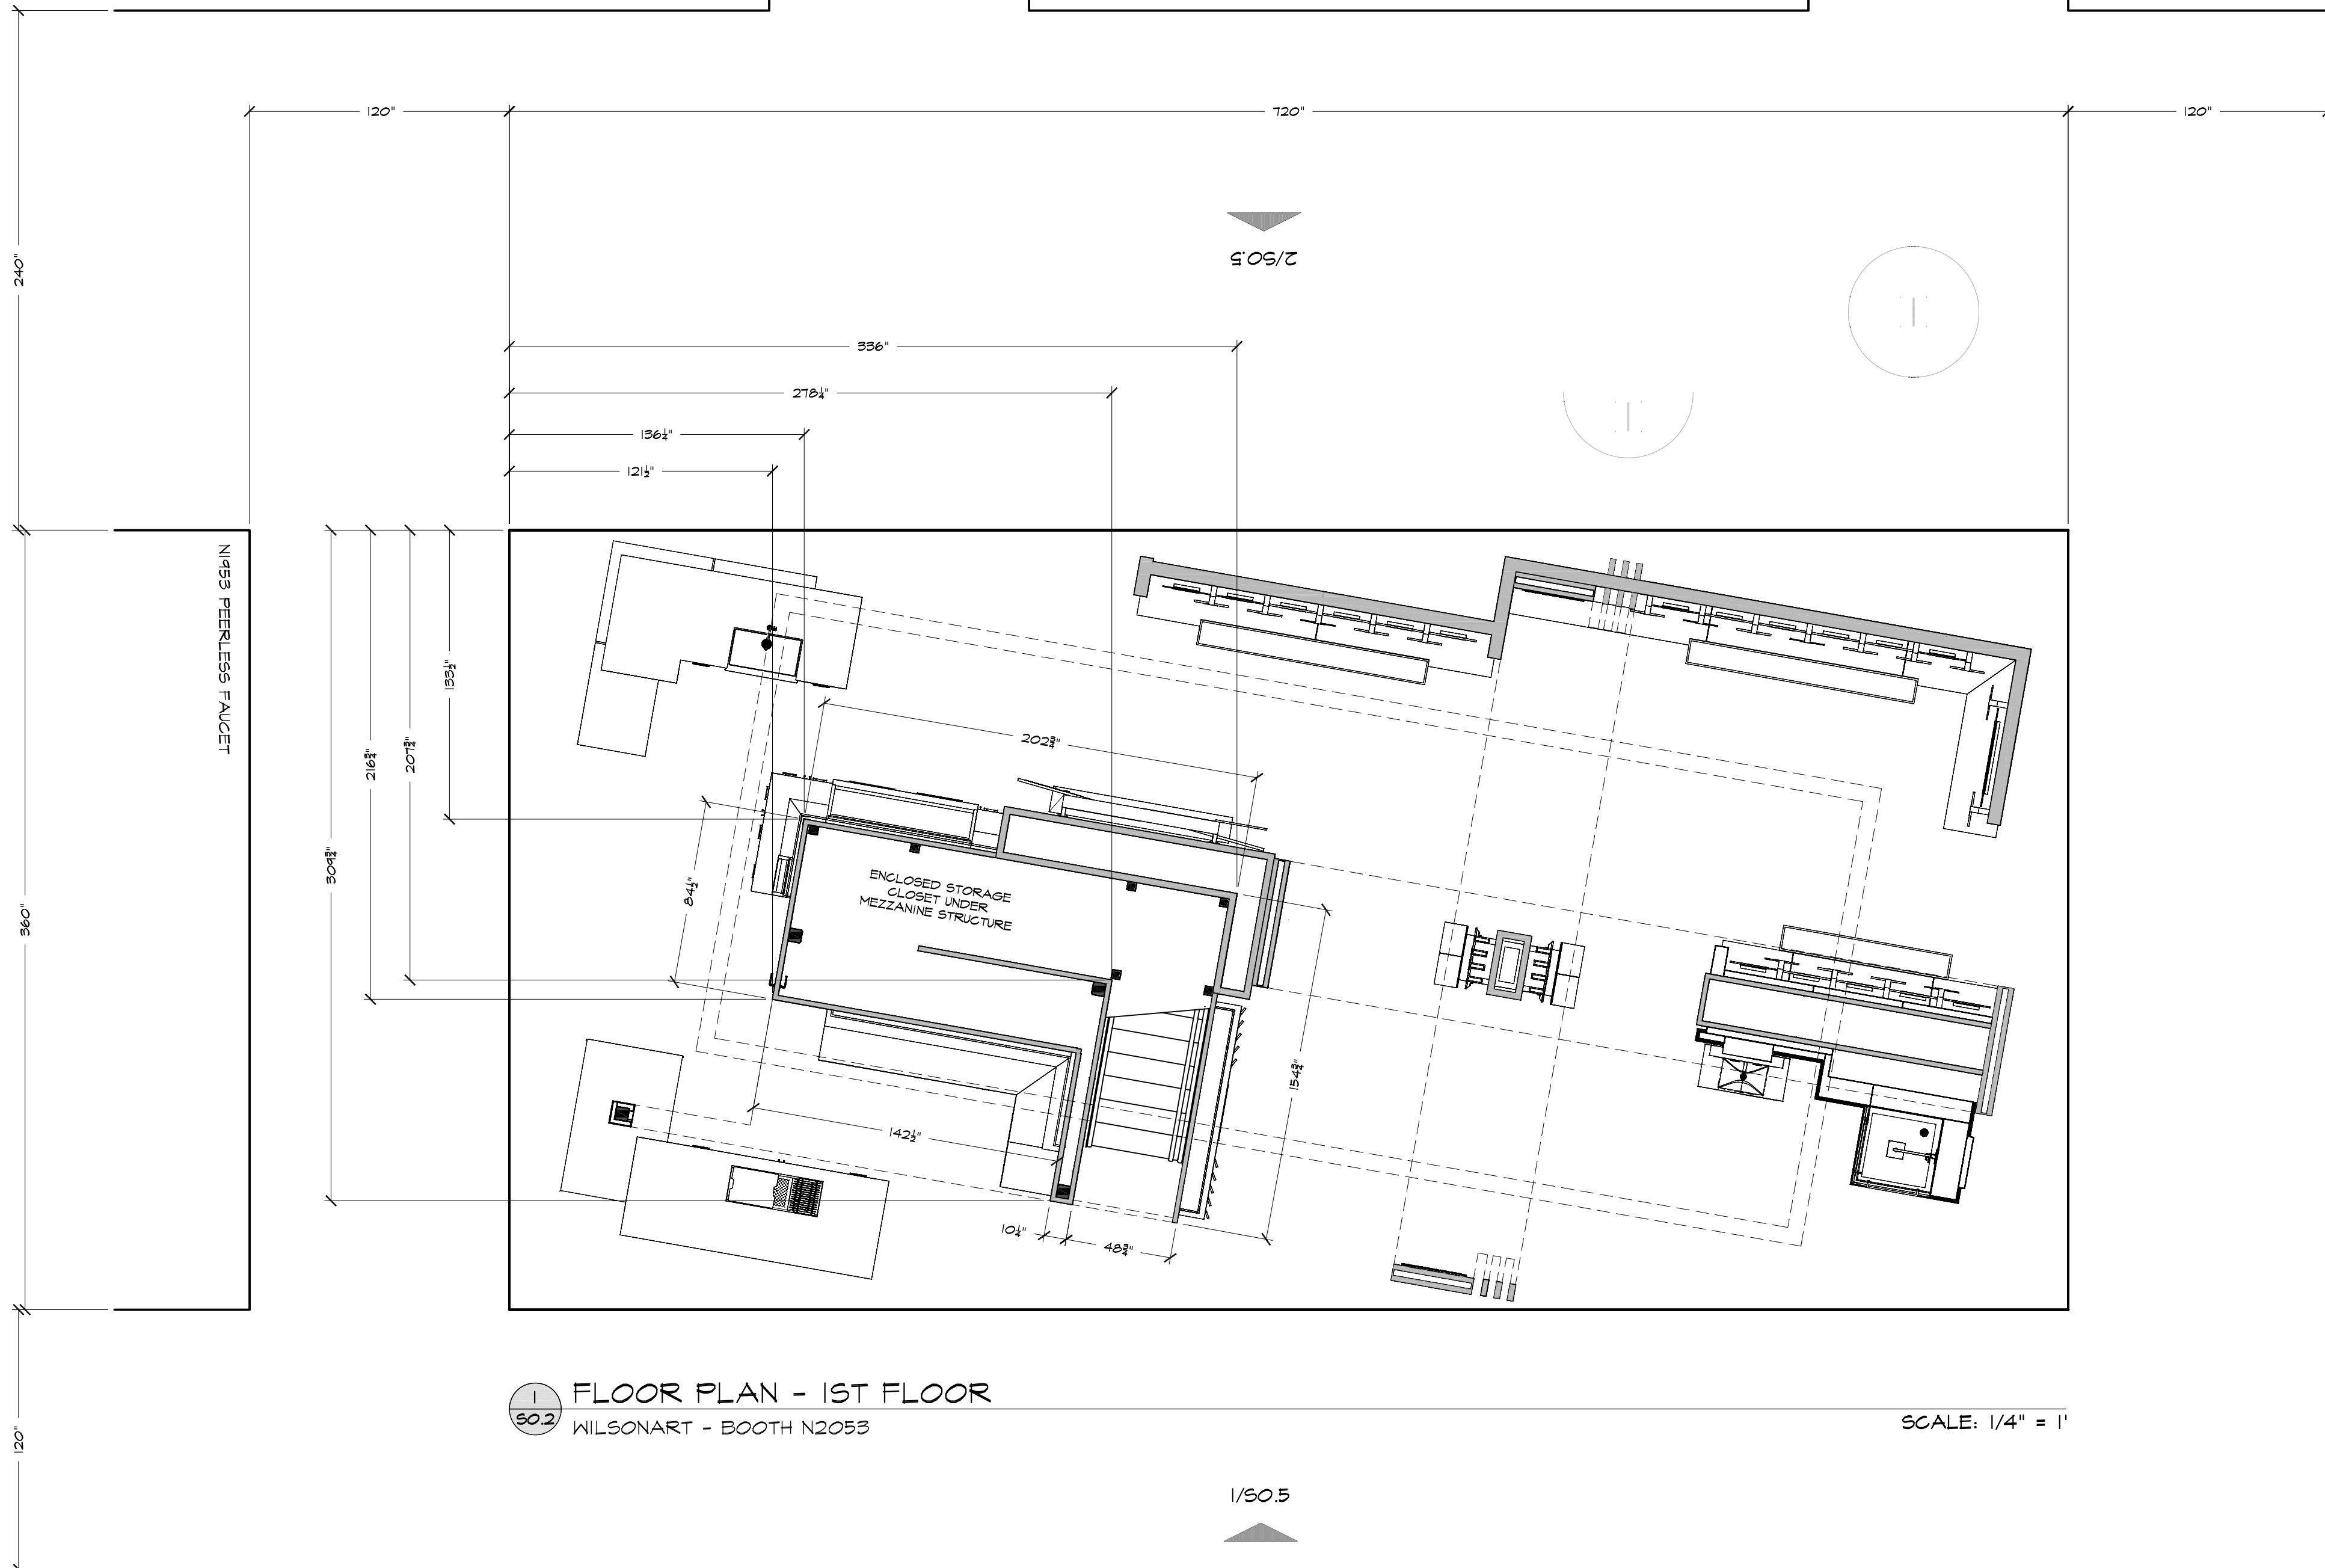 120"
720"
120"
240"
2/S0.5
336"
278¼"
136¼"
121½"
N1953 PEERLESS FAUCET
133½"
216¾"
207¾"
309¾"
360"
202¾"
84½"
ENCLOSED STORAGE
CLOSET UNDER
MEZZANINE STRUCTURE
154¾"
142½"
10¼"
48¾"
1
S0.2
FLOOR PLAN - 1ST FLOOR
WILSONART - BOOTH N2053
SCALE: 1/4" = 1'
120"
1/S0.5